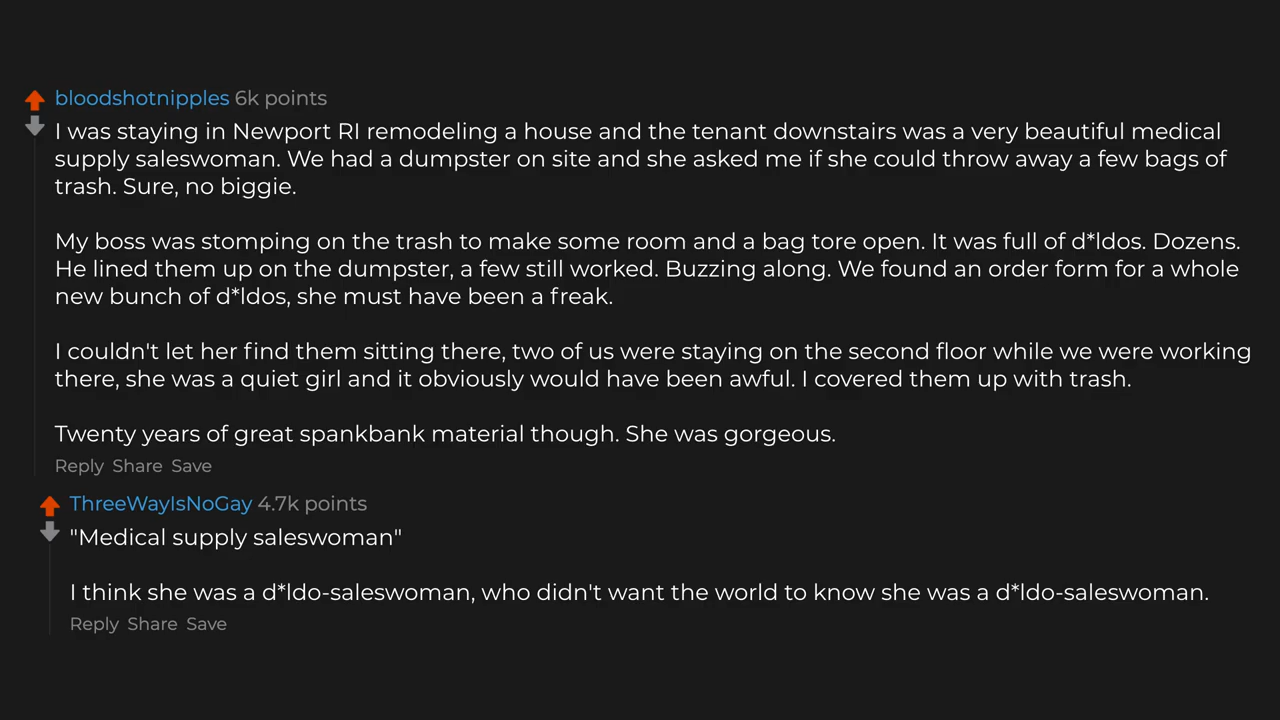 bloodshotnipples 6k points
I was staying in Newport RI remodeling a house and the tenant downstairs was a very beautiful medical
supply saleswoman. We had a dumpster on site and she asked me if she could throw away a few bags of
trash. Sure, no biggie.
My boss was stomping on the trash to make some room and a bag tore open. It was full of d*ldos. Dozens.
He lined them up on the dumpster, a few still worked. Buzzing along. We found an order form for a whole
new bunch of d*ldos, she must have been a freak.
I couldn't let her find them sitting there, two of us were staying on the second floor while we were working
there, she was a quiet girl and it obviously would have been awful. I covered them up with trash.
Twenty years of great spankbank material though. She was gorgeous.
Reply Share Save
ThreeWayIsNoGay 4.7k points
"Medical supply saleswoman"
I think she was a d*ldo-saleswoman, who didn't want the world to know she was a d*ldo-saleswoman.
Reply Share Save